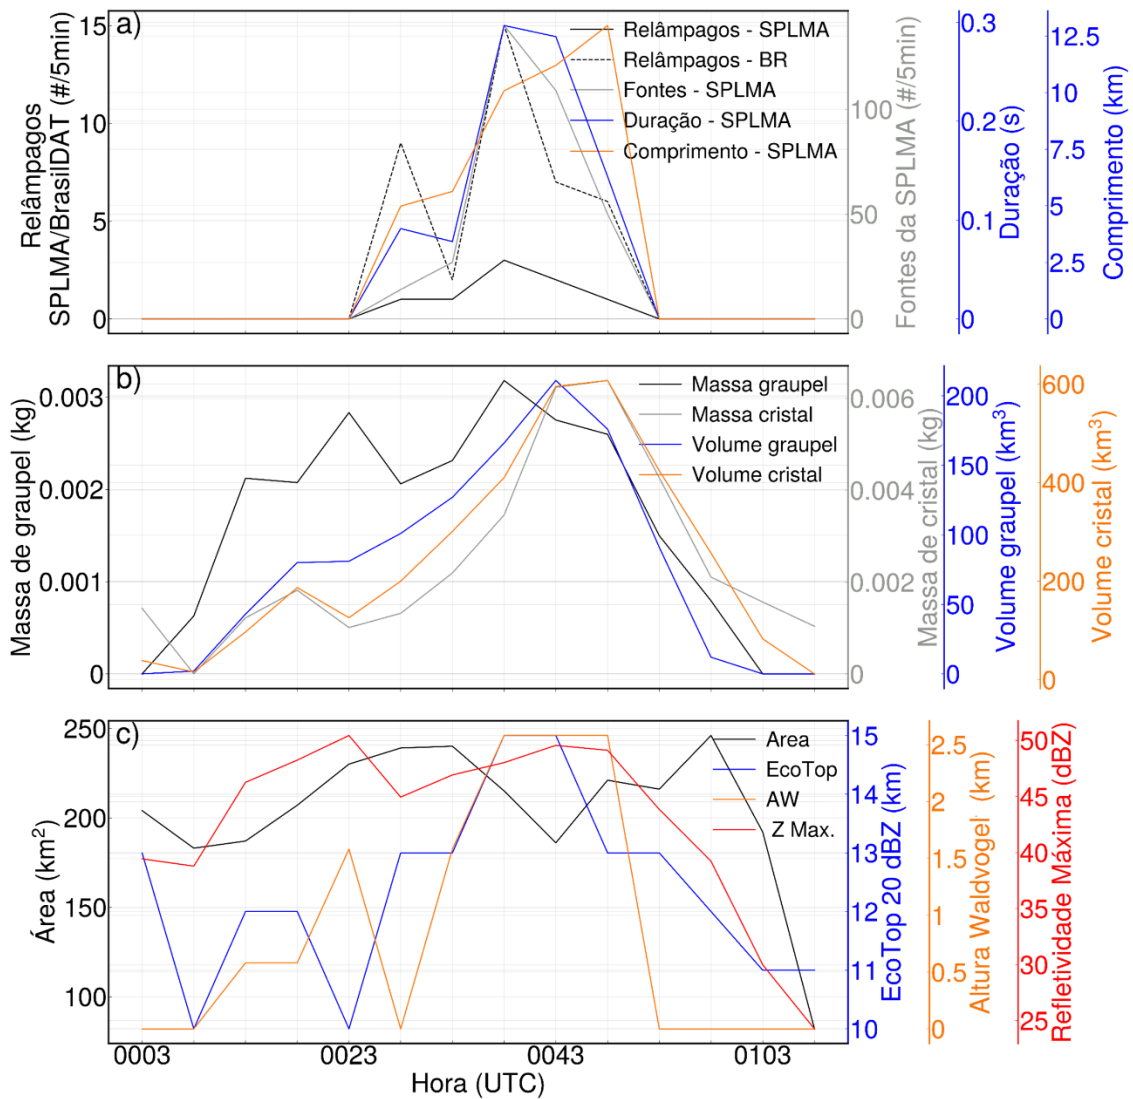 a)
Relâmpagos
SPLMA/BrasilDAT (#/5min)
15
10
5
0
Relâmpagos - SPLMA
Relâmpagos - BR
Fontes - SPLMA
Duração - SPLMA
Comprimento - SPLMA
100
50
0
Fontes da SPLMA (#/5min)
0.3
0.2
0.1
0
Duração (s)
12.5
10
7.5
5
2.5
0
Comprimento (km)
b)
Massa de graupel (kg)
0.003
0.002
0.001
0
Massa graupel
Massa cristal
Volume graupel
Volume cristal
0.006
0.004
0.002
0
Massa de cristal (kg)
200
150
100
50
0
Volume graupel (km³)
600
400
200
0
Volume cristal (km³)
c)
Área (km²)
250
200
150
100
Area
EcoTop
AW
Z Max.
15
14
13
12
11
10
EcoTop 20 dBZ (km)
2.5
2
1.5
1
0.5
0
Altura Waldvogel (km)
50
45
40
35
30
25
Refletividade Máxima (dBZ)
0003
0023
0043
0103
Hora (UTC)